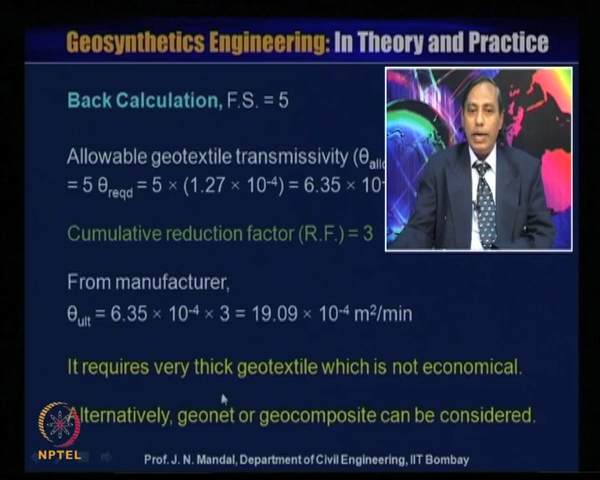 Geosynthetics Engineering: In Theory and Practice
Back Calculation, F.S. = 5
Allowable geotextile transmissivity (θallo
= 5 θreqd = 5 × (1.27 × 10⁻⁴) = 6.35 × 10⁻
Cumulative reduction factor (R.F.) = 3
From manufacturer,
θult = 6.35 × 10⁻⁴ × 3 = 19.09 × 10⁻⁴ m²/min
It requires very thick geotextile which is not economical.
Alternatively, geonet or geocomposite can be considered.
NPTEL
Prof. J. N. Mandal, Department of Civil Engineering, IIT Bombay